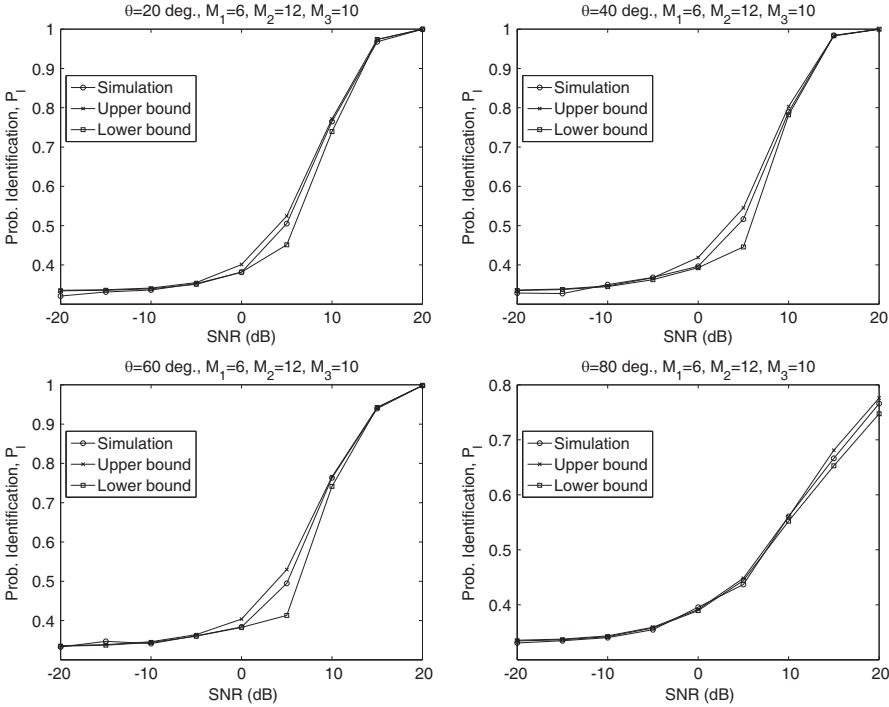 θ=20 deg., M₁=6, M₂=12, M₃=10
1
0.9
0.8
0.7
0.6
0.5
0.4
Prob. Identification, P_I
Simulation
Upper bound
Lower bound
-20
-10
0
10
20
SNR (dB)
θ=40 deg., M₁=6, M₂=12, M₃=10
1
0.9
0.8
0.7
0.6
0.5
0.4
Prob. Identification, P_I
Simulation
Upper bound
Lower bound
-20
-10
0
10
20
SNR (dB)
θ=60 deg., M₁=6, M₂=12, M₃=10
1
0.9
0.8
0.7
0.6
0.5
0.4
Prob. Identification, P_I
Simulation
Upper bound
Lower bound
-20
-10
0
10
20
SNR (dB)
θ=80 deg., M₁=6, M₂=12, M₃=10
0.8
0.7
0.6
0.5
0.4
Prob. Identification, P_I
Simulation
Upper bound
Lower bound
-20
-10
0
10
20
SNR (dB)